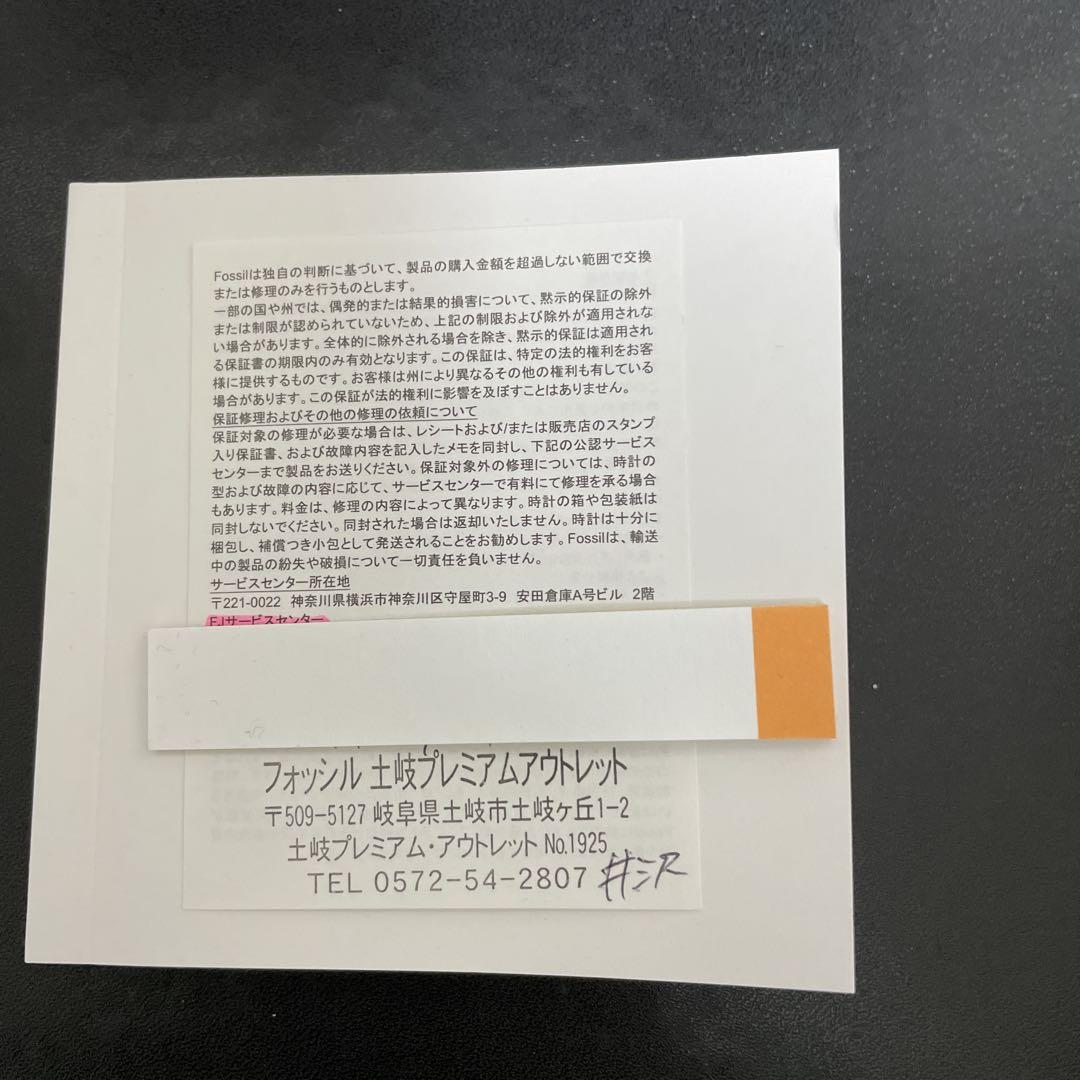 Fossilは独自の判断に基づいて、製品の購入金額を超過しない範囲で交換
または修理のみを行うものとします。
一部の国や州では、偶発的または結果的損害について、黙示的保証の除外
または制限が認められていないため、上記の制限および除外が適用されな
い場合があります。全体的に除外される場合を除き、黙示的保証は適用され
る保証書の期限内のみ有効となります。この保証は、特定の法的権利をお客
様に提供するものです。お客様は州により異なるその他の権利も有している
場合があります。この保証が法的権利に影響を及ぼすことはありません。
保証修理およびその他の修理の依頼について
保証対象の修理が必要な場合は、レシートおよび/または販売店のスタンプ
入り保証書、および故障内容を記入したメモを同封し、下記の公認サービス
センターまで製品をお送りください。保証対象外の修理については、時計の
型および故障の内容に応じて、サービスセンターで有料にて修理を承る場合
もあります。料金は、修理の内容によって異なります。時計の箱や包装紙は
同封しないでください。同封された場合は返却いたしません。時計は十分に
梱包し、補償つき小包として発送されることをお勧めします。Fossilは、輸送
中の製品の紛失や破損について一切責任を負いません。
サービスセンター所在地
〒221-0022 神奈川県横浜市神奈川区守屋町3-9 安田倉庫A号ビル 2階
FJサービスセンター
フォッシル 土岐プレミアムアウトレット
〒509-5127 岐阜県土岐市土岐ヶ丘1-2
土岐プレミアム・アウトレット No.1925
TEL 0572-54-2807